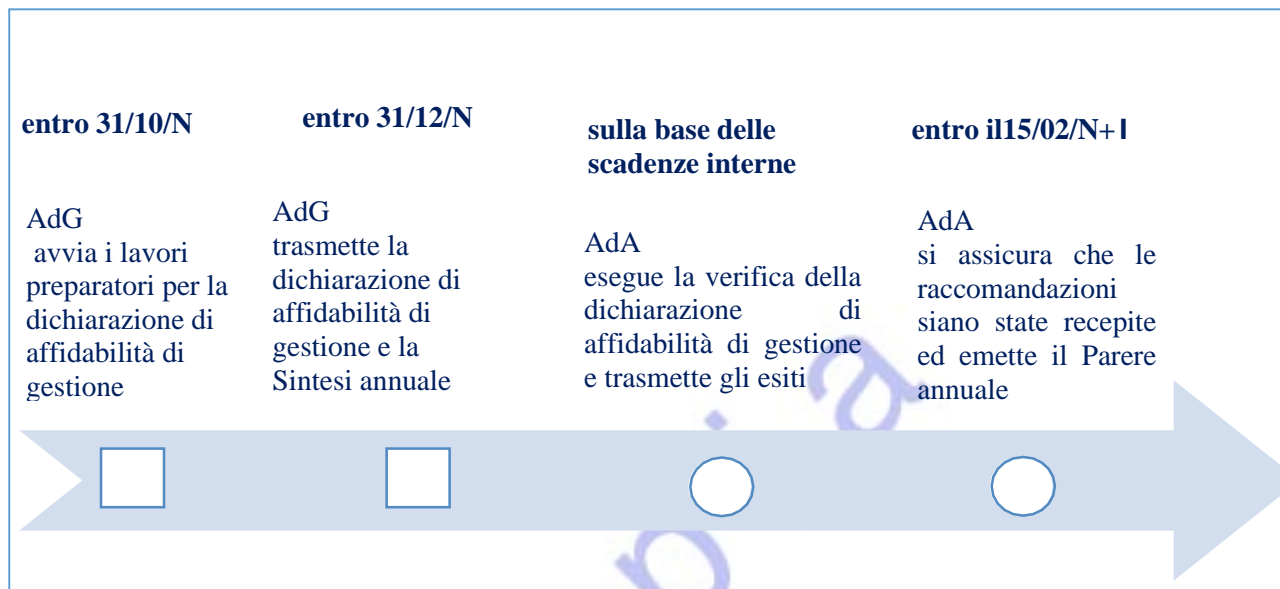 entro 31/10/N
AdG
avvia i lavori
preparatori per la
dichiarazione di
affidabilità di
gestione
entro 31/12/N
AdG
trasmette la
dichiarazione di
affidabilità di
gestione e la
Sintesi annuale
sulla base delle
scadenze interne
AdA
esegue la verifica della
dichiarazione di
affidabilità di gestione
e trasmette gli esiti
entro il15/02/N+1
AdA
si assicura che le
raccomandazioni
siano state recepite
ed emette il Parere
annuale